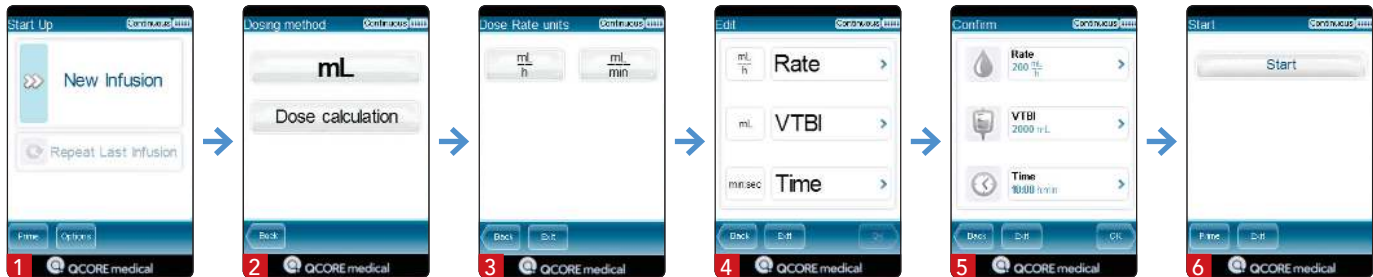 Start Up
Continuous
New Infusion
Repeat Last Infusion
Prime
Options
1
QCORE medical
Dosing method
Continuous
mL
Dose calculation
Back
2
QCORE medical
Dose Rate units
Continuous
mL
h
mL
min
Back
Exit
3
QCORE medical
Edit
Continuous
mL
h
Rate
mL
VTBI
min:sec
Time
Back
Exit
OK
4
QCORE medical
Confirm
Continuous
Rate
200 mL
h
VTBI
2000 mL
Time
10:00 h:min
Back
Exit
OK
5
QCORE medical
Start
Continuous
Start
Prime
Exit
6
QCORE medical